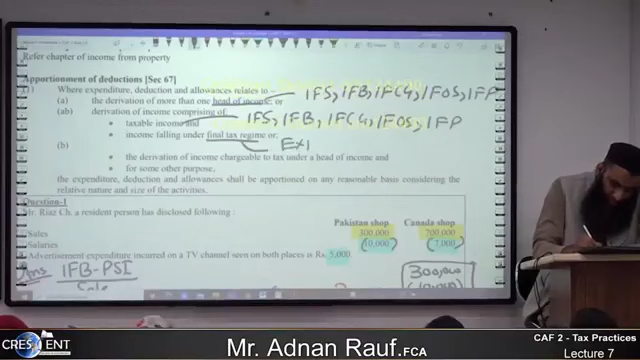 Refer chapter of income from property
Apportionment of deductions [Sec 67]
(1) Where expenditure, deduction and allowances relates to –
(a) the derivation of more than one head of income; or
IFS, IFB, IFCG, IFOS, IFP
(ab) derivation of income comprising of,
• taxable income and
IFS, IFB, IFCG, IFOS, IFP
• income falling under final tax regime or;
(b)
Ex1
• the derivation of income chargeable to tax under a head of income and
• for some other purpose,
the expenditure, deduction and allowances shall be apportioned on any reasonable basis considering the
relative nature and size of the activities.
Question-1
Mr. Riaz Ch, a resident person has disclosed following:
Pakistan shop Canada shop
Sales 300,000 700,000
Salaries (10,000) (7,000)
Advertisement expenditure incurred on a TV channel seen on both places is Rs. 5,000
Ans IFB-PSI
Sales
300,000
(10,000)
CRESCENT
Mr. Adnan Rauf.FCA
CAF 2 - Tax Practices
Lecture 7